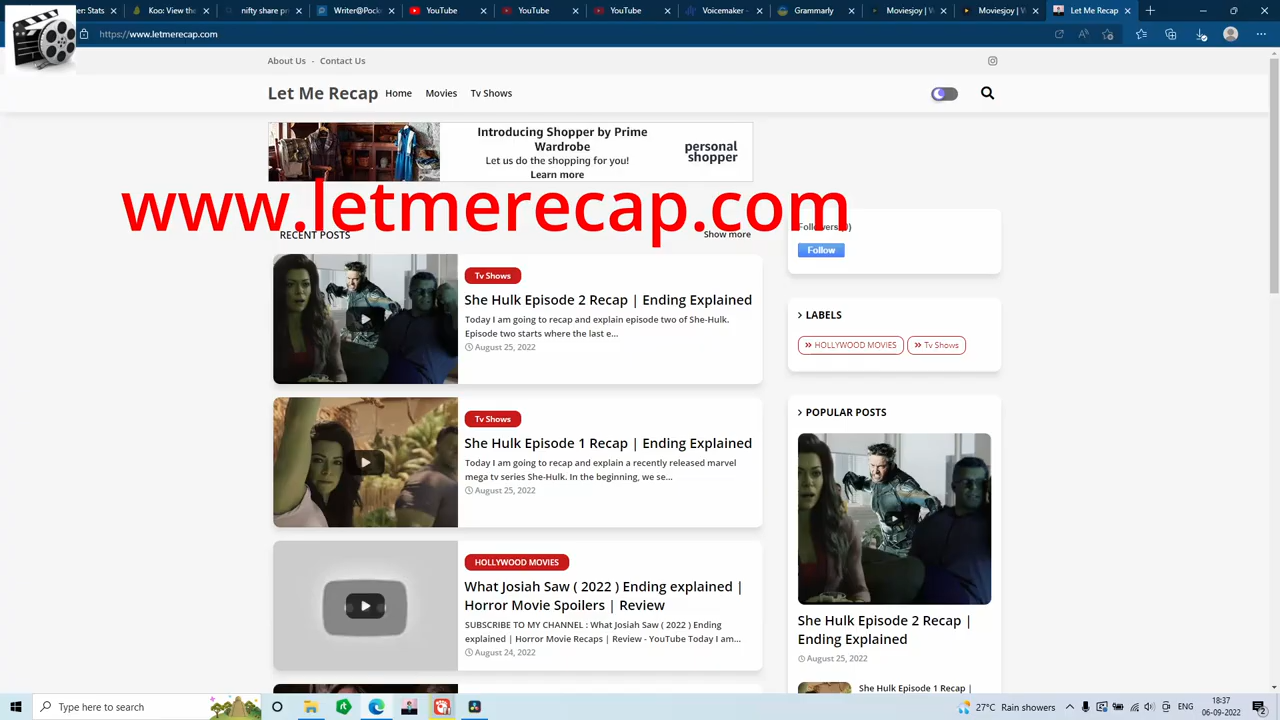 en Stats
Koo: View the
YouTube
YouTube
YouTube
Voicemaker
Moviesjoy | W
Moviesjoy | V
Let Me Recap
https://www.letmerecap.com
About Us - Contact Us
Let Me Recap Home Movies Tv Shows
Introducing Shopper by Prime
Wardrobe
Let us do the shopping for you!
Learn more
personal
shopper
www.letmerecap.com
RECENT POSTS
Show more
Tv Shows
She Hulk Episode 2 Recap | Ending Explained
Today I am going to recap and explain episode two of She-Hulk.
Episode two starts where the last e...
August 25, 2022
Tv Shows
She Hulk Episode 1 Recap | Ending Explained
Today I am going to recap and explain a recently released marvel
mega tv series She-Hulk. In the beginning, we se...
August 25, 2022
HOLLYWOOD MOVIES
What Josiah Saw ( 2022 ) Ending explained |
Horror Movie Spoilers | Review
SUBSCRIBE TO MY CHANNEL : What Josiah Saw ( 2022 ) Ending
explained | Horror Movie Recaps | Review - YouTube Today I am...
August 24, 2022
Followers (0)
Follow
LABELS
HOLLYWOOD MOVIES
Tv Shows
POPULAR POSTS
She Hulk Episode 2 Recap |
Ending Explained
August 25, 2022
She Hulk Episode 1 Recap |
Type here to search
27°C Rain showers
18:37
06-09-2022
2